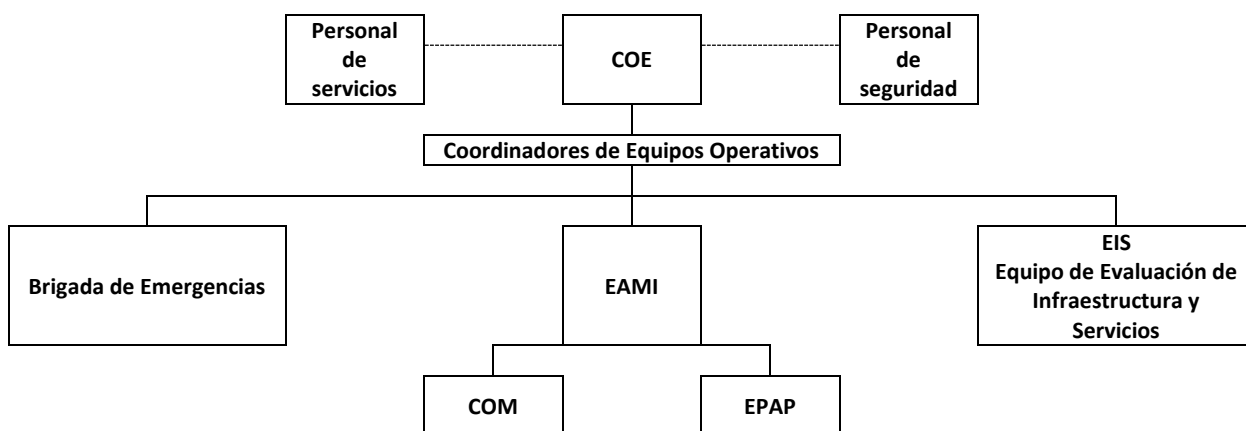 Personal
de
servicios
COE
Personal
de
seguridad
Coordinadores de Equipos Operativos
Brigada de Emergencias
EAMI
EIS
Equipo de Evaluación de
Infraestructura y
Servicios
COM
EPAP